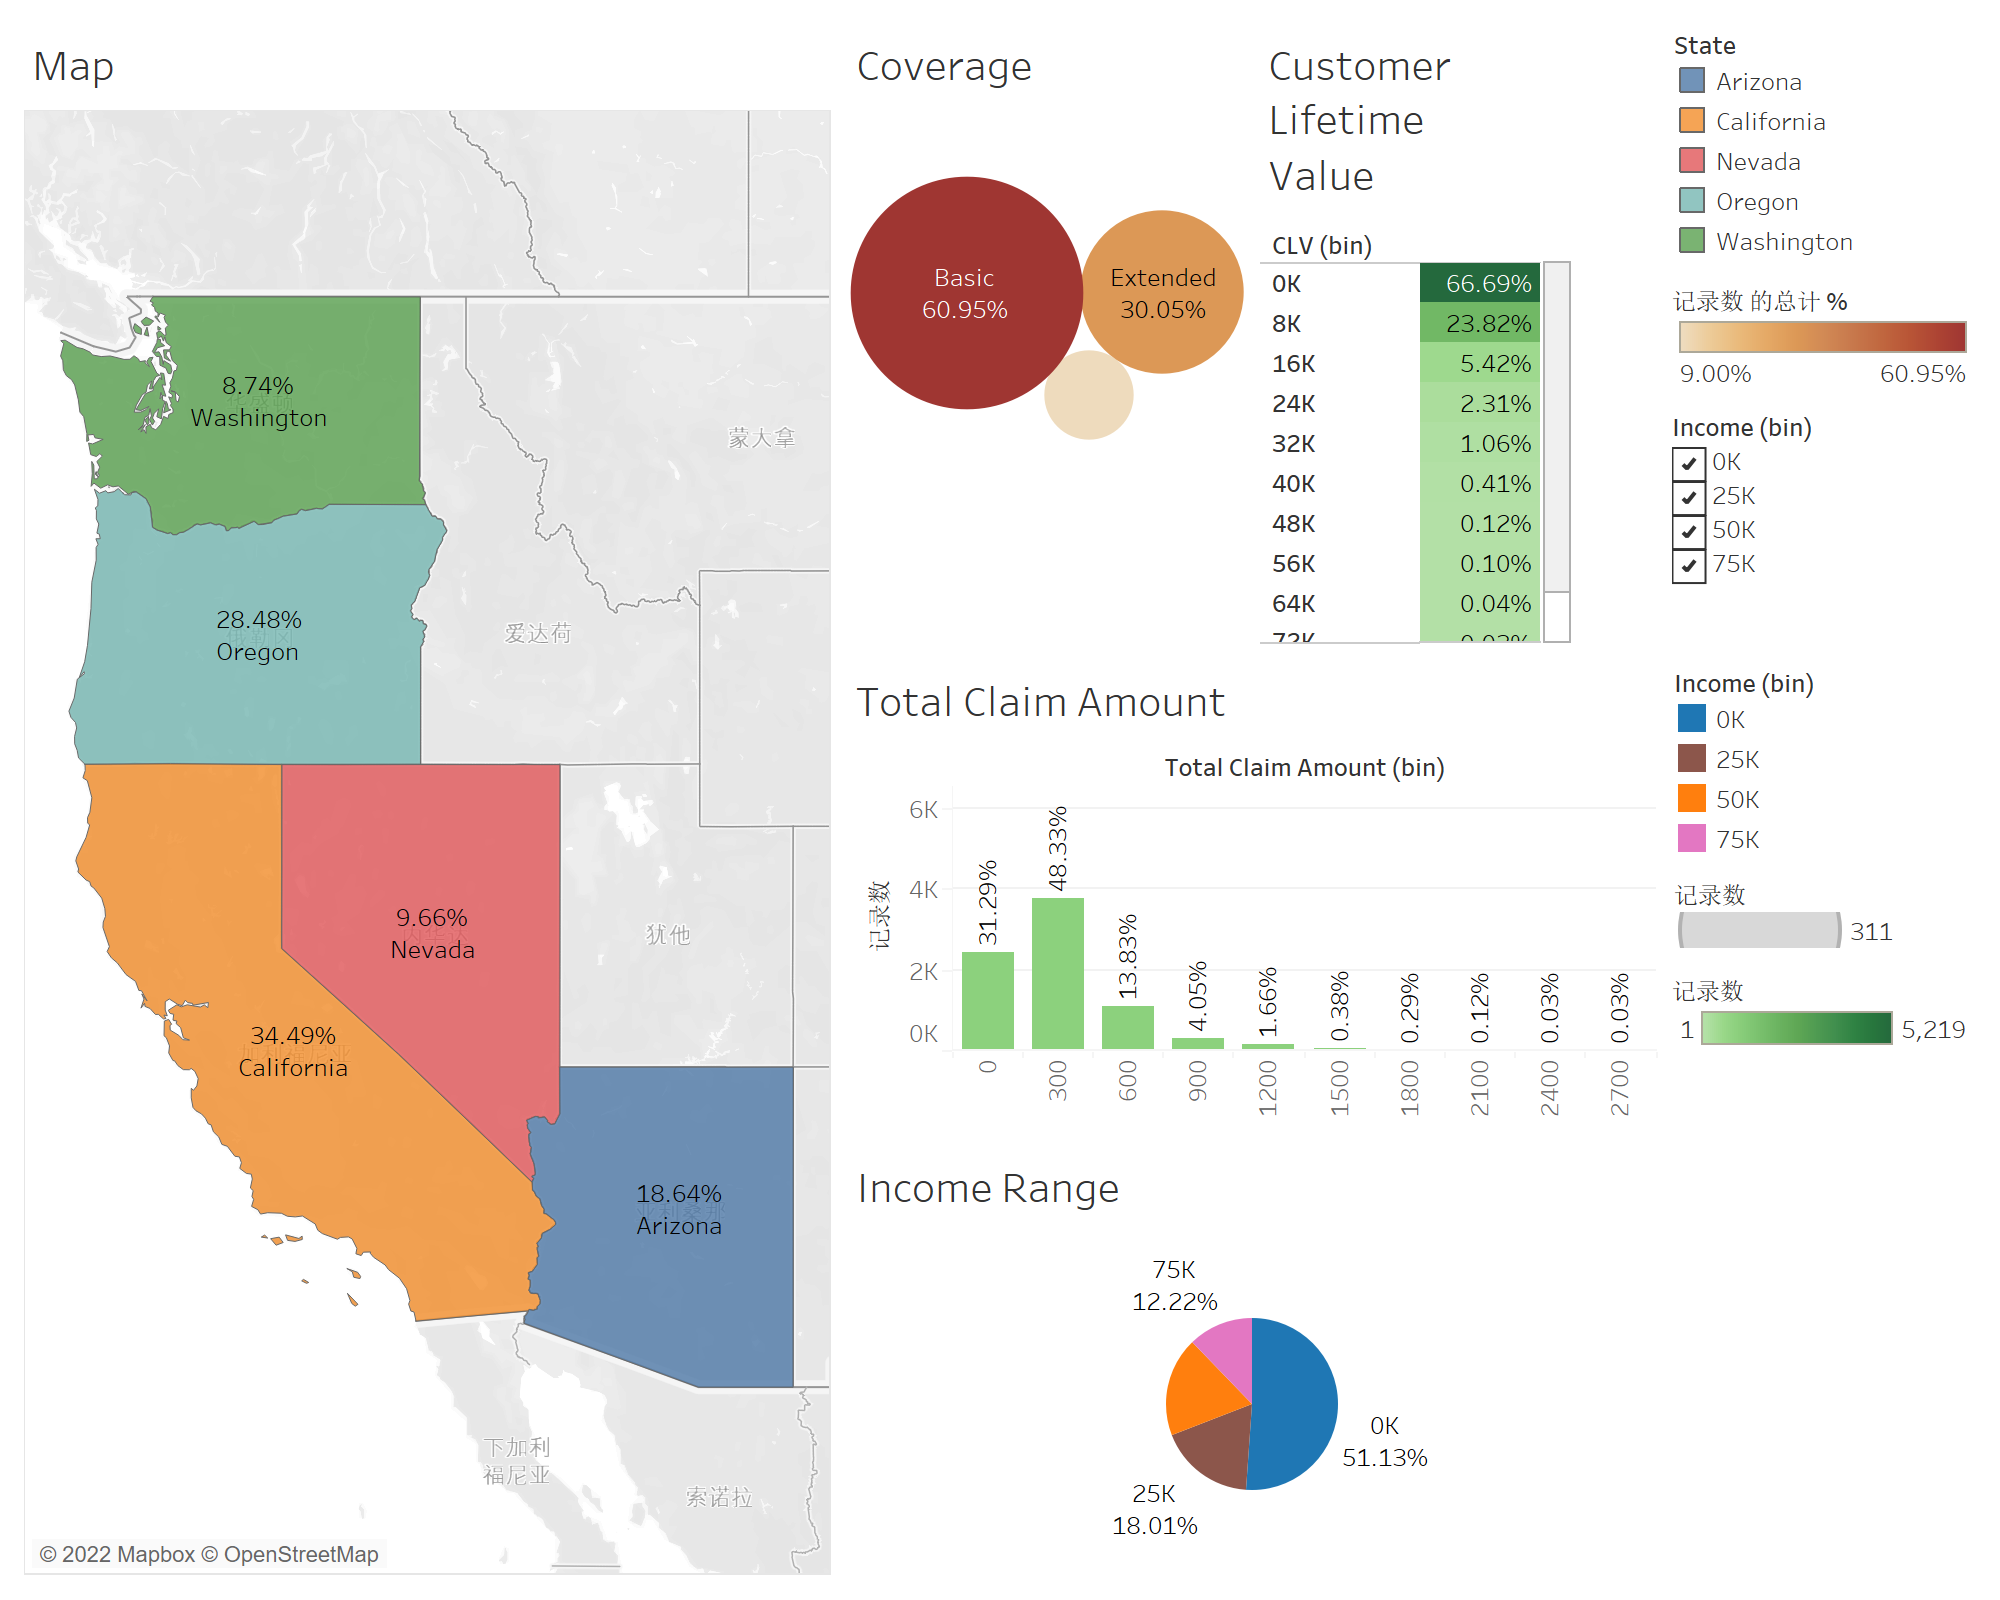 Map
8.74%
Washington
蒙大拿
28.48%
Oregon
爱达荷
9.66%
Nevada
犹他
34.49%
California
18.64%
Arizona
下加利
福尼亚
索诺拉
© 2022 Mapbox © OpenStreetMap
Coverage
Basic
60.95%
Extended
30.05%
Customer
Lifetime
Value
CLV (bin)
0K 66.69%
8K 23.82%
16K 5.42%
24K 2.31%
32K 1.06%
40K 0.41%
48K 0.12%
56K 0.10%
64K 0.04%
State
Arizona
California
Nevada
Oregon
Washington
记录数 的总计 %
9.00% 60.95%
Income (bin)
0K
25K
50K
75K
Total Claim Amount
Total Claim Amount (bin)
记录数
6K
4K
2K
0K
31.29%
48.33%
13.83%
4.05%
1.66%
0.38%
0.29%
0.12%
0.03%
0.03%
0
300
600
900
1200
1500
1800
2100
2400
2700
Income (bin)
0K
25K
50K
75K
记录数
311
记录数
1 5,219
Income Range
75K
12.22%
0K
51.13%
25K
18.01%